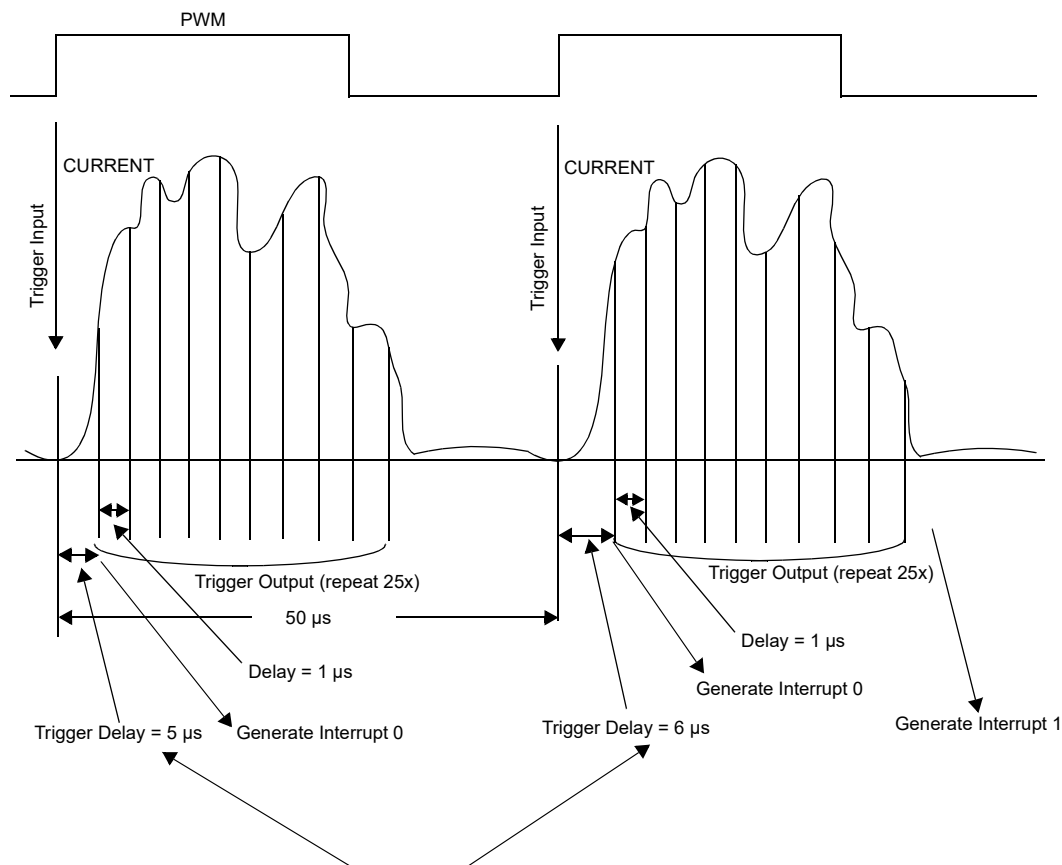 PWM
CURRENT
CURRENT
Trigger Input
Trigger Input
Trigger Output (repeat 25x)
Trigger Output (repeat 25x)
50 µs
Delay = 1 µs
Delay = 1 µs
Generate Interrupt 0
Trigger Delay = 5 µs
Generate Interrupt 0
Trigger Delay = 6 µs
Generate Interrupt 1